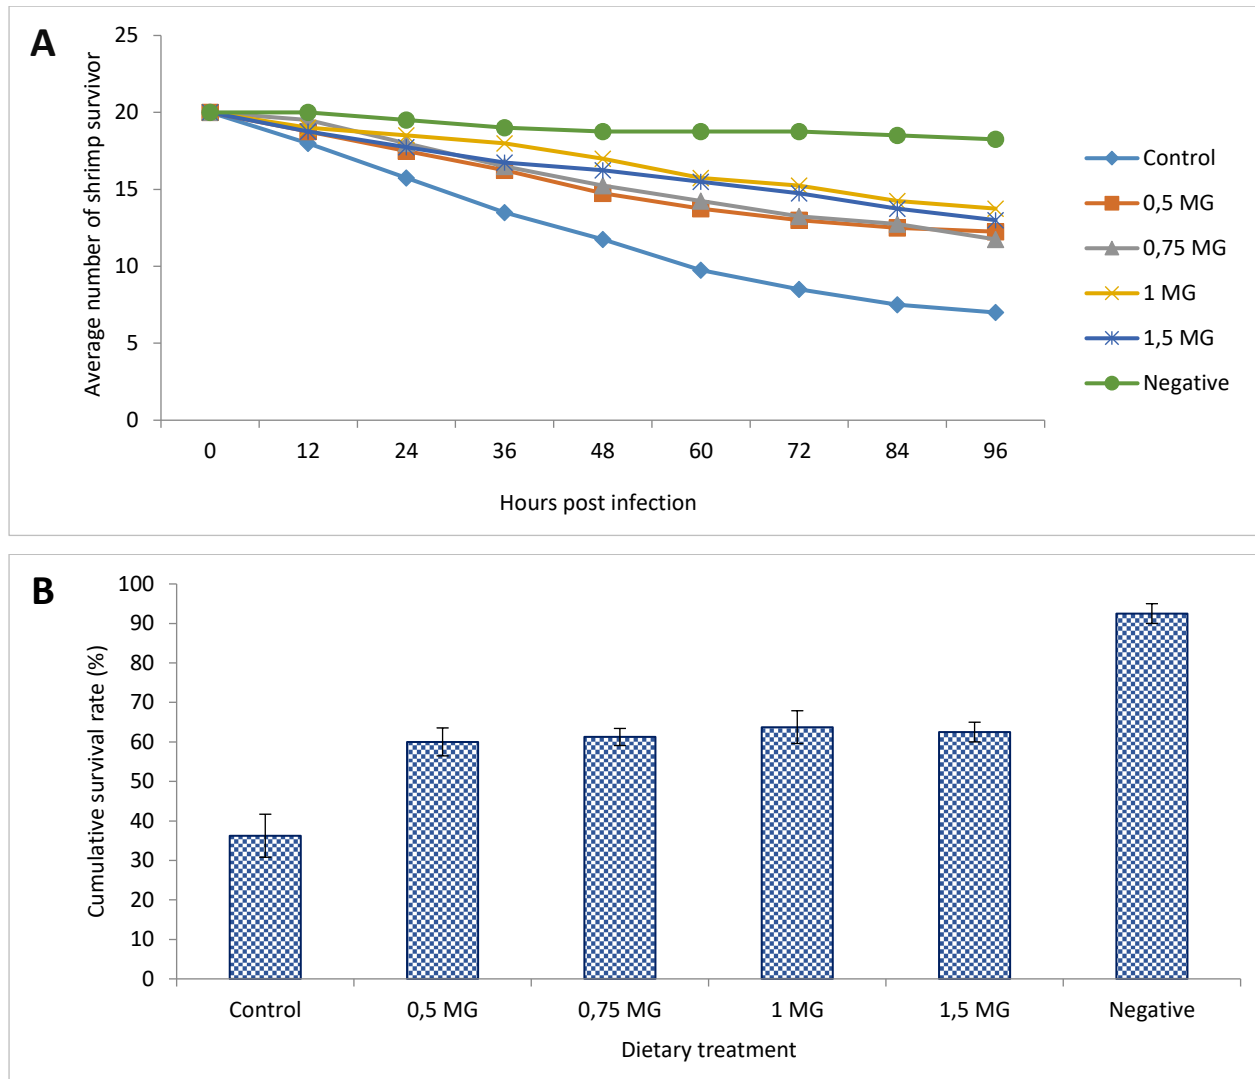 A
Average number of shrimp survivor
25
20
15
10
5
0
0 12 24 36 48 60 72 84 96
Hours post infection
Control
0,5 MG
0,75 MG
1 MG
1,5 MG
Negative
B
Cumulative survival rate (%)
100
90
80
70
60
50
40
30
20
10
0
Control 0,5 MG 0,75 MG 1 MG 1,5 MG Negative
Dietary treatment